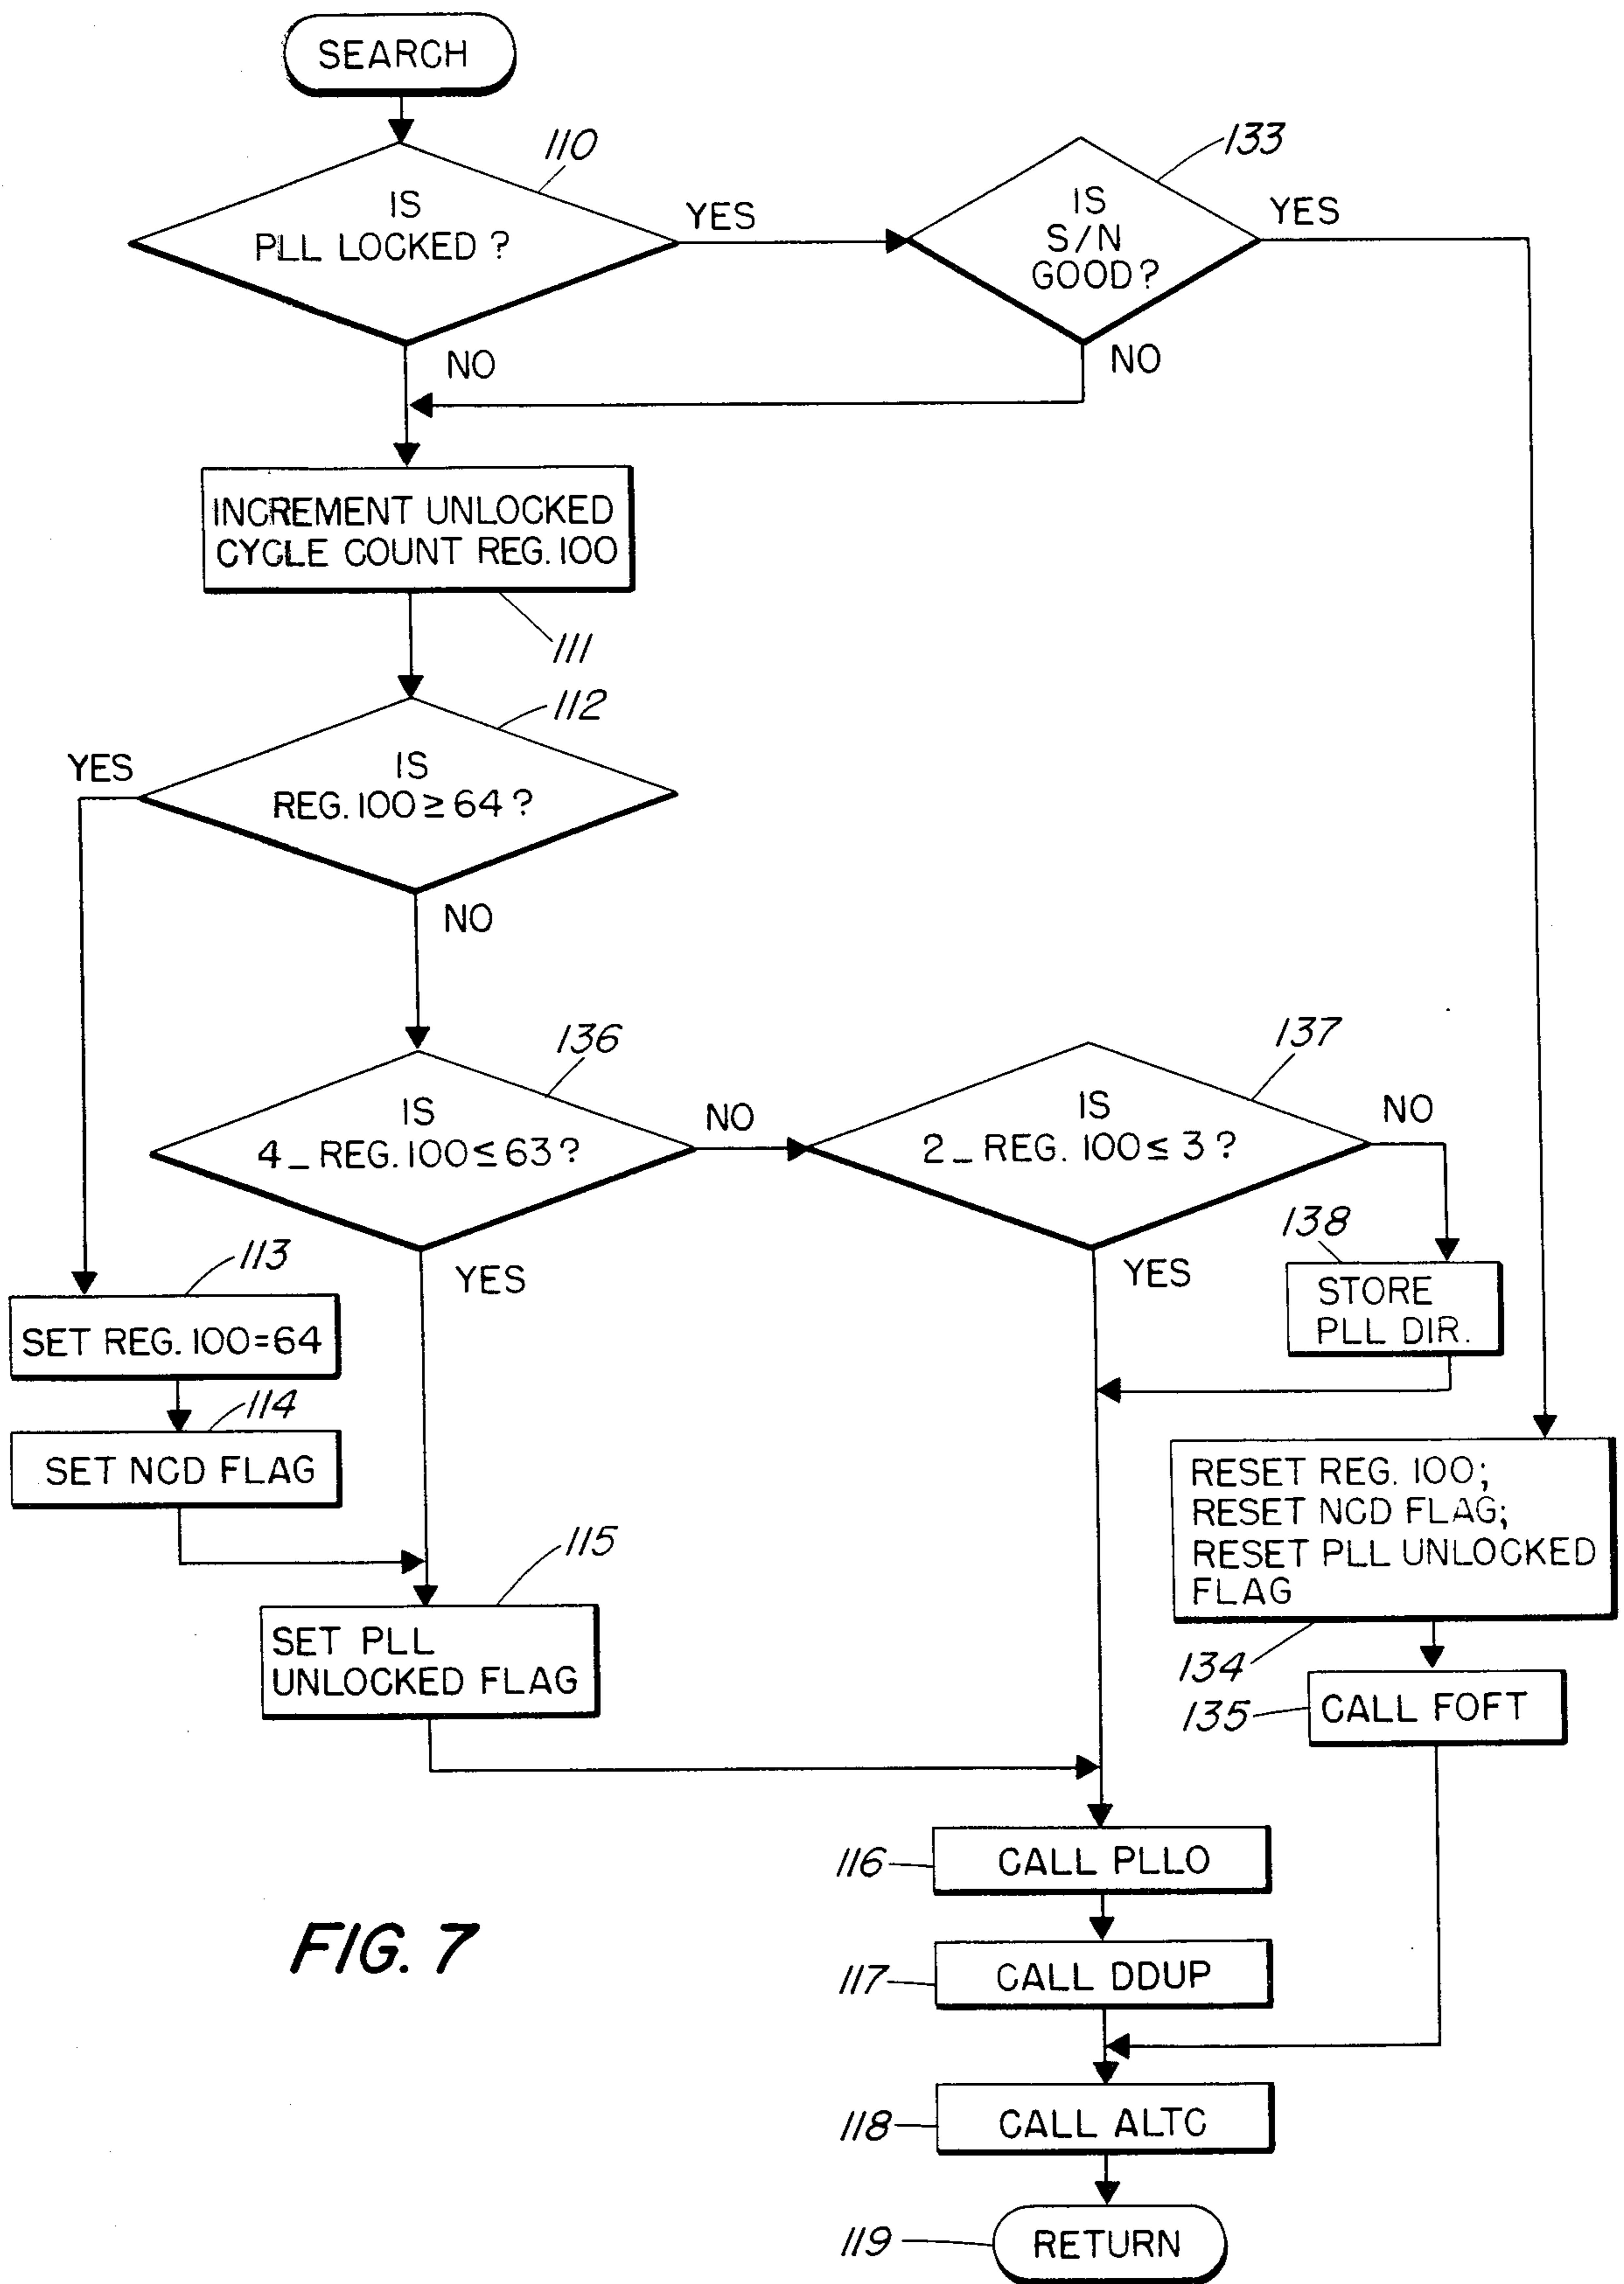 SEARCH
110
133
IS
PLL LOCKED ?
YES
IS
S/N
GOOD?
YES
NO
NO
INCREMENT UNLOCKED
CYCLE COUNT REG. 100
111
112
YES
IS
REG. 100 ≥ 64 ?
NO
136
137
IS
4_ REG. 100 ≤ 63 ?
NO
IS
2_ REG. 100 ≤ 3 ?
NO
YES
YES
138
STORE
PLL DIR.
113
SET REG. 100=64
114
SET NCD FLAG
RESET REG. 100;
RESET NCD FLAG;
RESET PLL UNLOCKED
FLAG
115
SET PLL
UNLOCKED FLAG
134
135
CALL FOFT
116
CALL PLLO
117
CALL DDUP
118
CALL ALTC
119
RETURN
FIG. 7